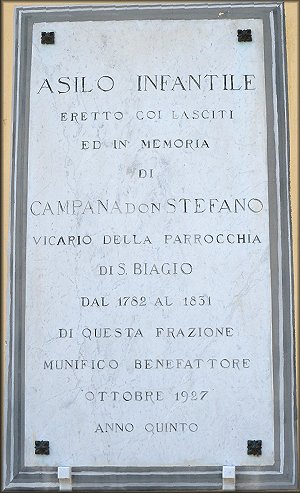 ASILO INFANTILE
ERETTO COI LASCITI
ED IN MEMORIA
DI
CAMPANA DON STEFANO
VICARIO DELLA PARROCCHIA
DI S. BIAGIO
DAL 1782 AL 1831
DI QUESTA FRAZIONE
MUNIFICO BENEFATTORE
OTTOBRE 1927
ANNO QUINTO